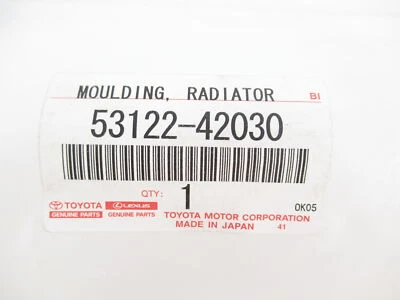 MOULDING, RADIATOR BI
53122-42030
QTY: 1 0K05
TOYOTA LEXUS TOYOTA MOTOR CORPORATION
GENUINE PARTS GENUINE PARTS MADE IN JAPAN 41